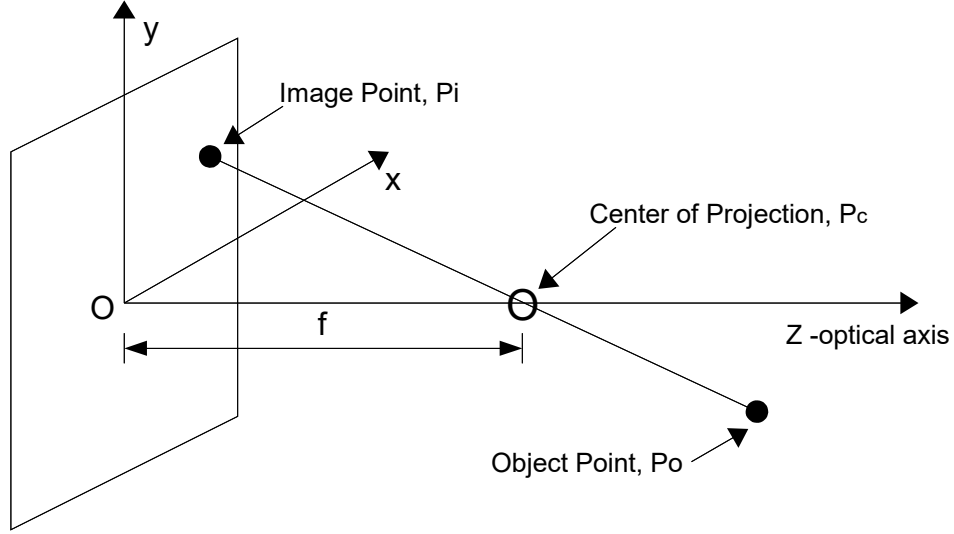 y
Image Point, Pi
x
Center of Projection, Pc
O
f
Z -optical axis
Object Point, Po